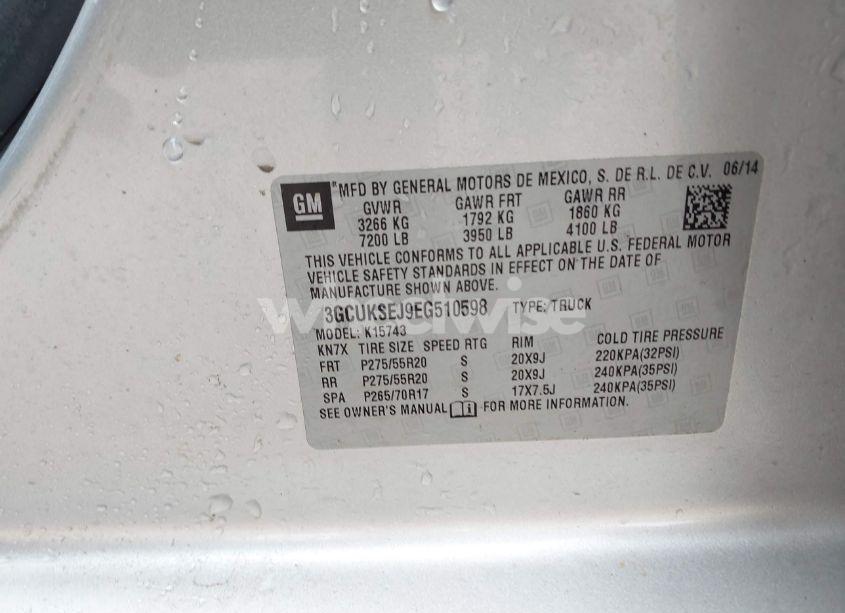 GM
MFD BY GENERAL MOTORS DE MEXICO, S. DE R.L. DE C.V. 06/14
GVWR GAWR FRT GAWR RR
3266 KG 1792 KG 1860 KG
7200 LB 3950 LB 4100 LB
THIS VEHICLE CONFORMS TO ALL APPLICABLE U.S. FEDERAL MOTOR
VEHICLE SAFETY STANDARDS IN EFFECT ON THE DATE OF
MANUFACTURE SHOWN ABOVE.
3GCUKSEJ9EG510598 TYPE: TRUCK
MODEL: K15743
KN7X TIRE SIZE SPEED RTG RIM COLD TIRE PRESSURE
FRT P275/55R20 S 20X9J 220KPA(32PSI)
RR P275/55R20 S 20X9J 240KPA(35PSI)
SPA P265/70R17 S 17X7.5J 240KPA(35PSI)
SEE OWNER'S MANUAL FOR MORE INFORMATION.